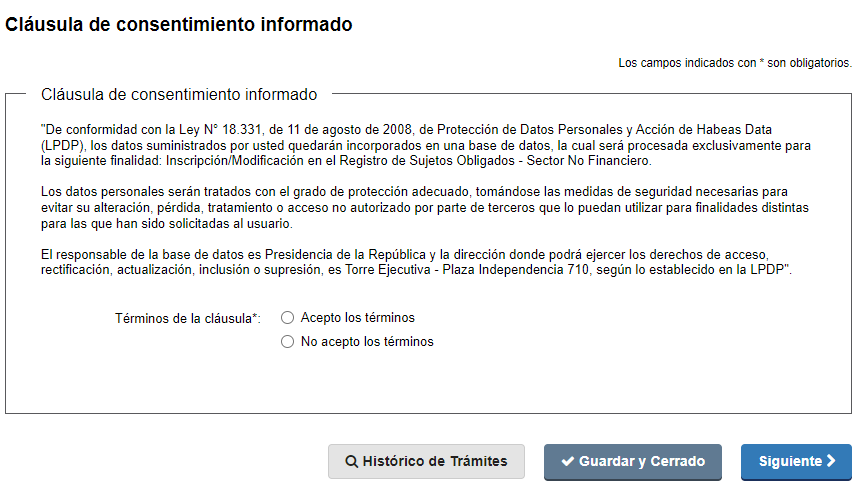 Cláusula de consentimiento informado
Los campos indicados con * son obligatorios.
Cláusula de consentimiento informado
"De conformidad con la Ley N° 18.331, de 11 de agosto de 2008, de Protección de Datos Personales y Acción de Habeas Data
(LPDP), los datos suministrados por usted quedarán incorporados en una base de datos, la cual será procesada exclusivamente para
la siguiente finalidad: Inscripción/Modificación en el Registro de Sujetos Obligados - Sector No Financiero.
Los datos personales serán tratados con el grado de protección adecuado, tomándose las medidas de seguridad necesarias para
evitar su alteración, pérdida, tratamiento o acceso no autorizado por parte de terceros que lo puedan utilizar para finalidades distintas
para las que han sido solicitadas al usuario.
El responsable de la base de datos es Presidencia de la República y la dirección donde podrá ejercer los derechos de acceso,
rectificación, actualización, inclusión o supresión, es Torre Ejecutiva - Plaza Independencia 710, según lo establecido en la LPDP".
Términos de la cláusula*:
Acepto los términos
No acepto los términos
Histórico de Trámites
Guardar y Cerrado
Siguiente